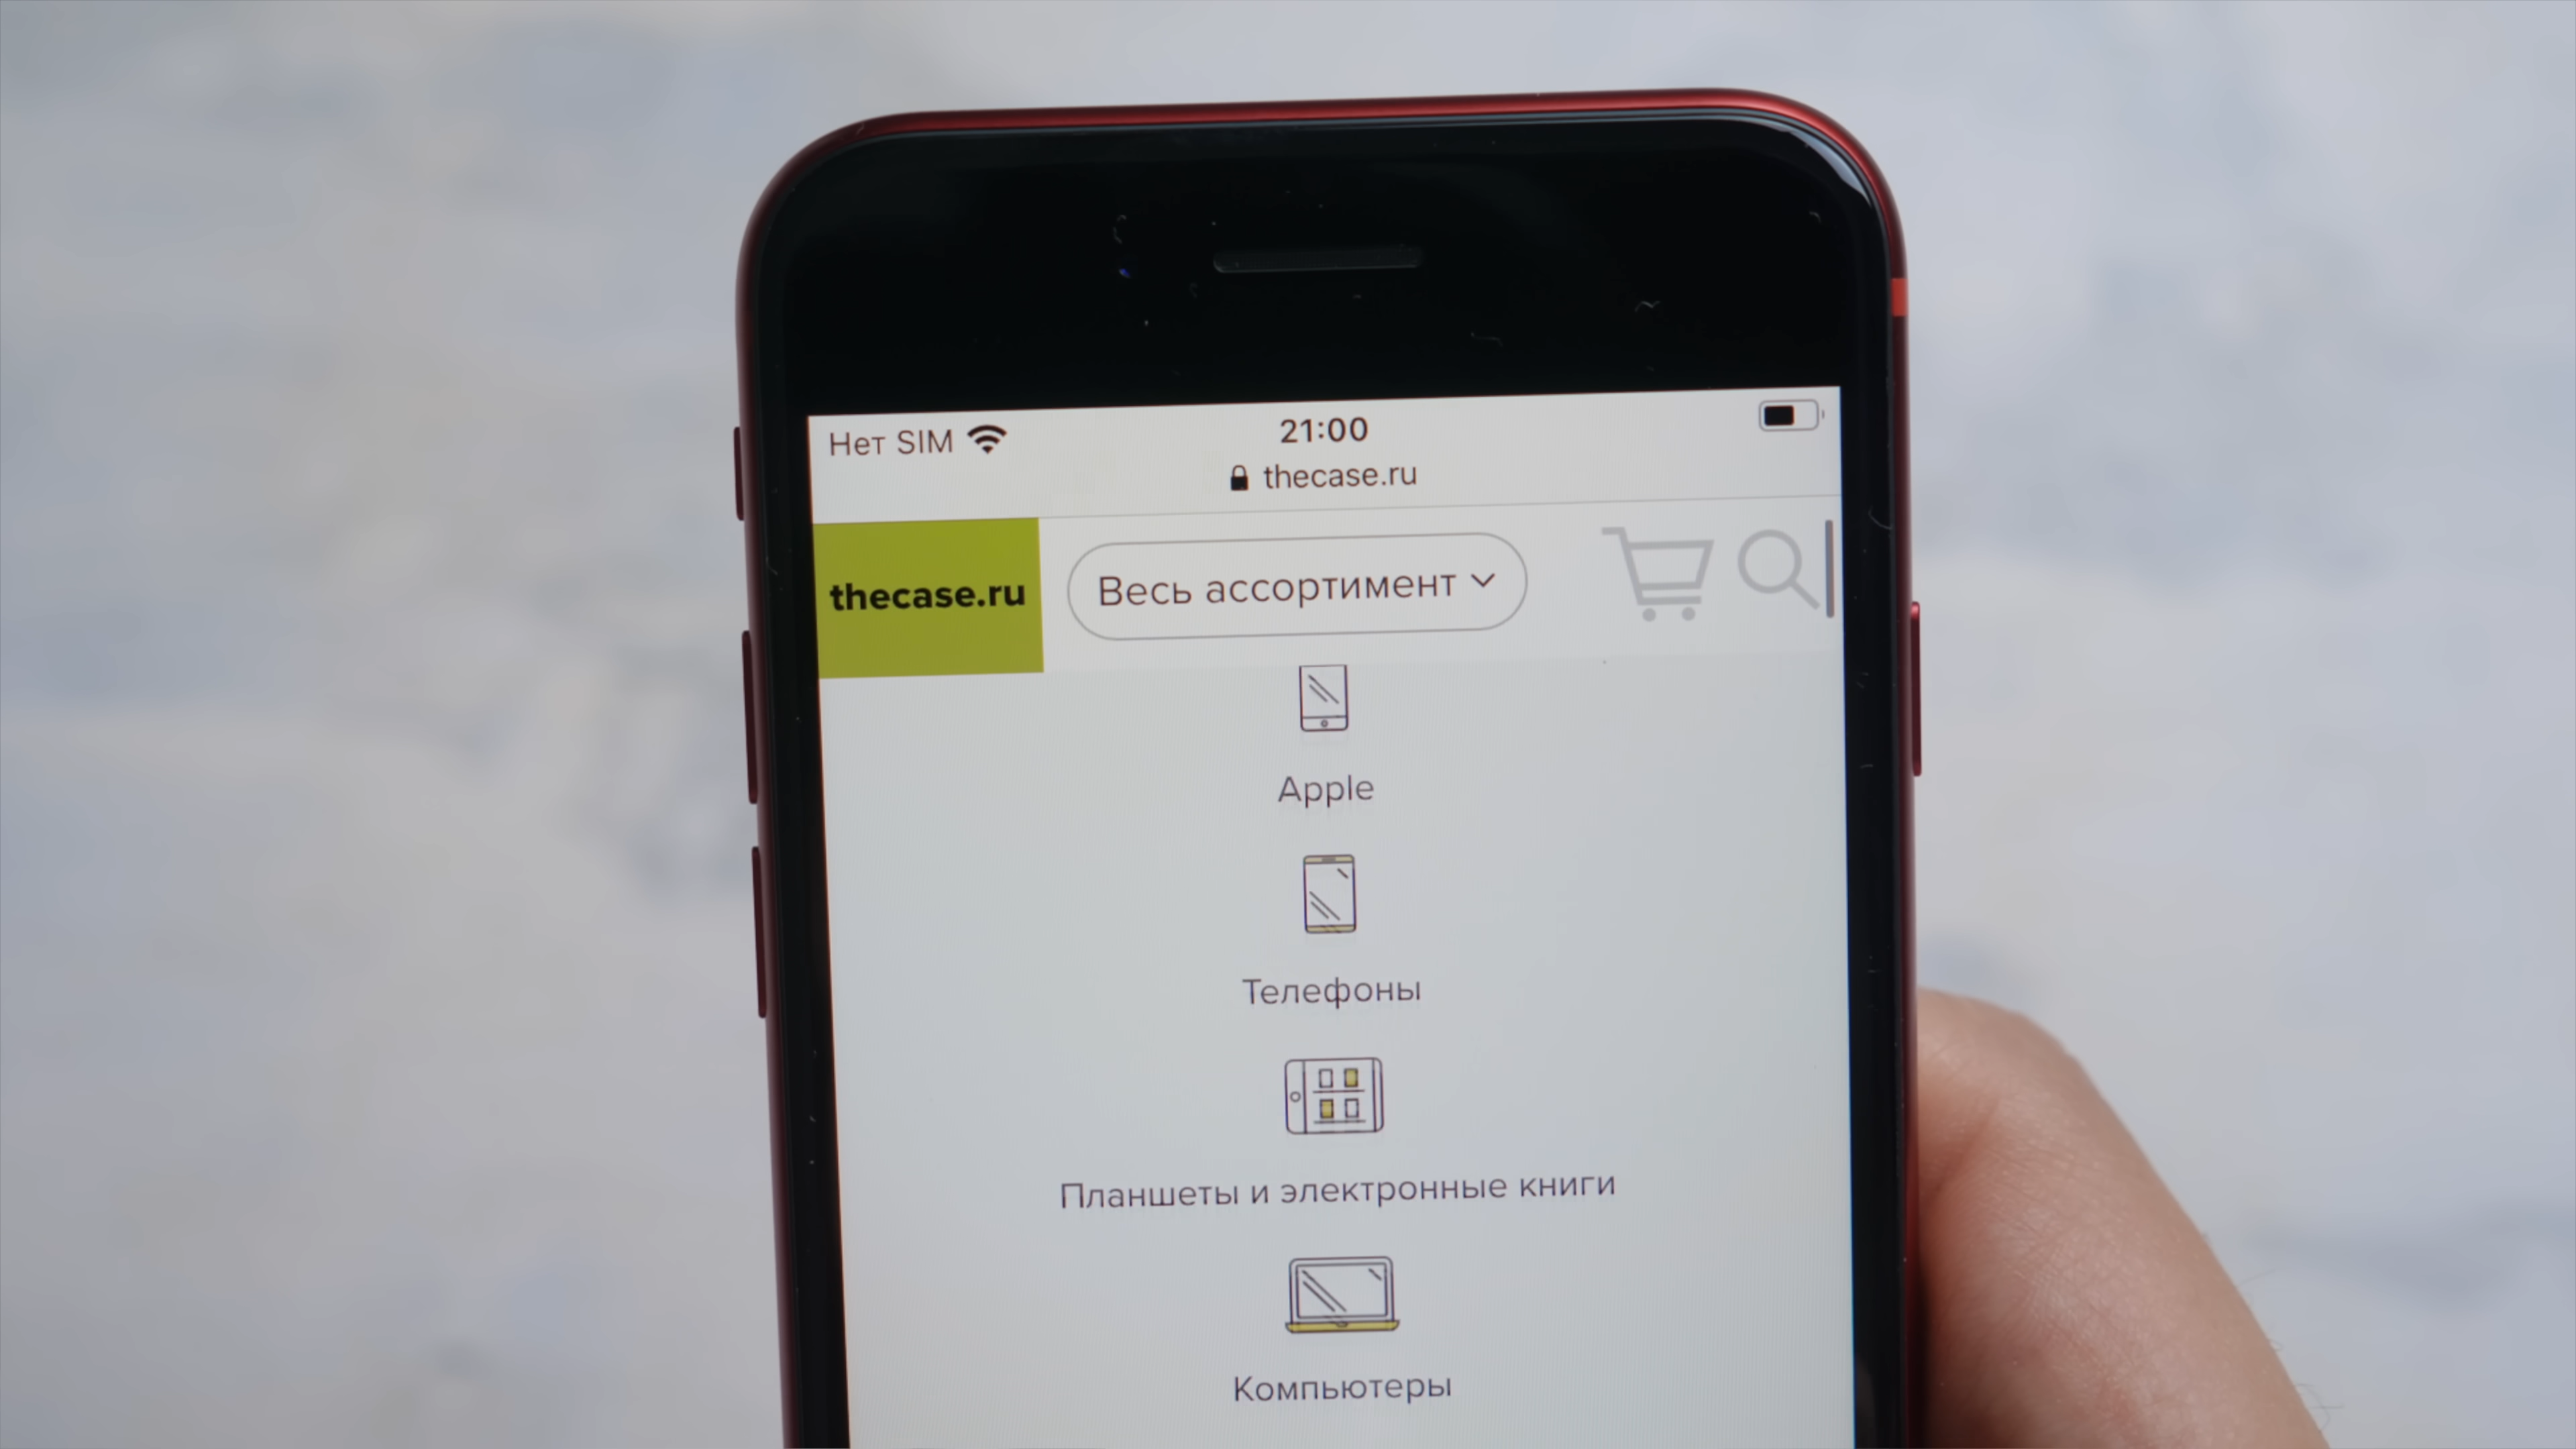 Нет SIM
21:00
thecase.ru
thecase.ru
Весь ассортимент
Apple
Телефоны
Планшеты и электронные книги
Компьютеры